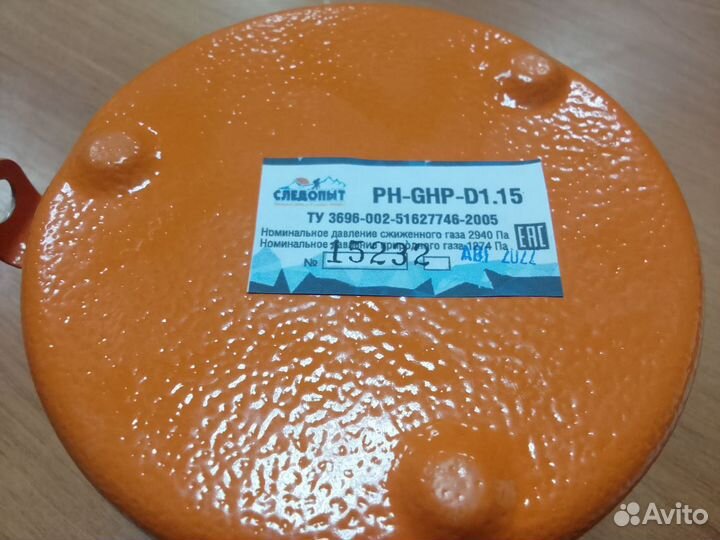 СЛЕДОПЫТ
PH-GHP-D1.15
ТУ 3696-002-51627746-2005
Номинальное давление сжиженного газа 2940 Па
Номинальное давление природного газа 1274 Па
№ 15232 АВГ 2022
EAC
Avito